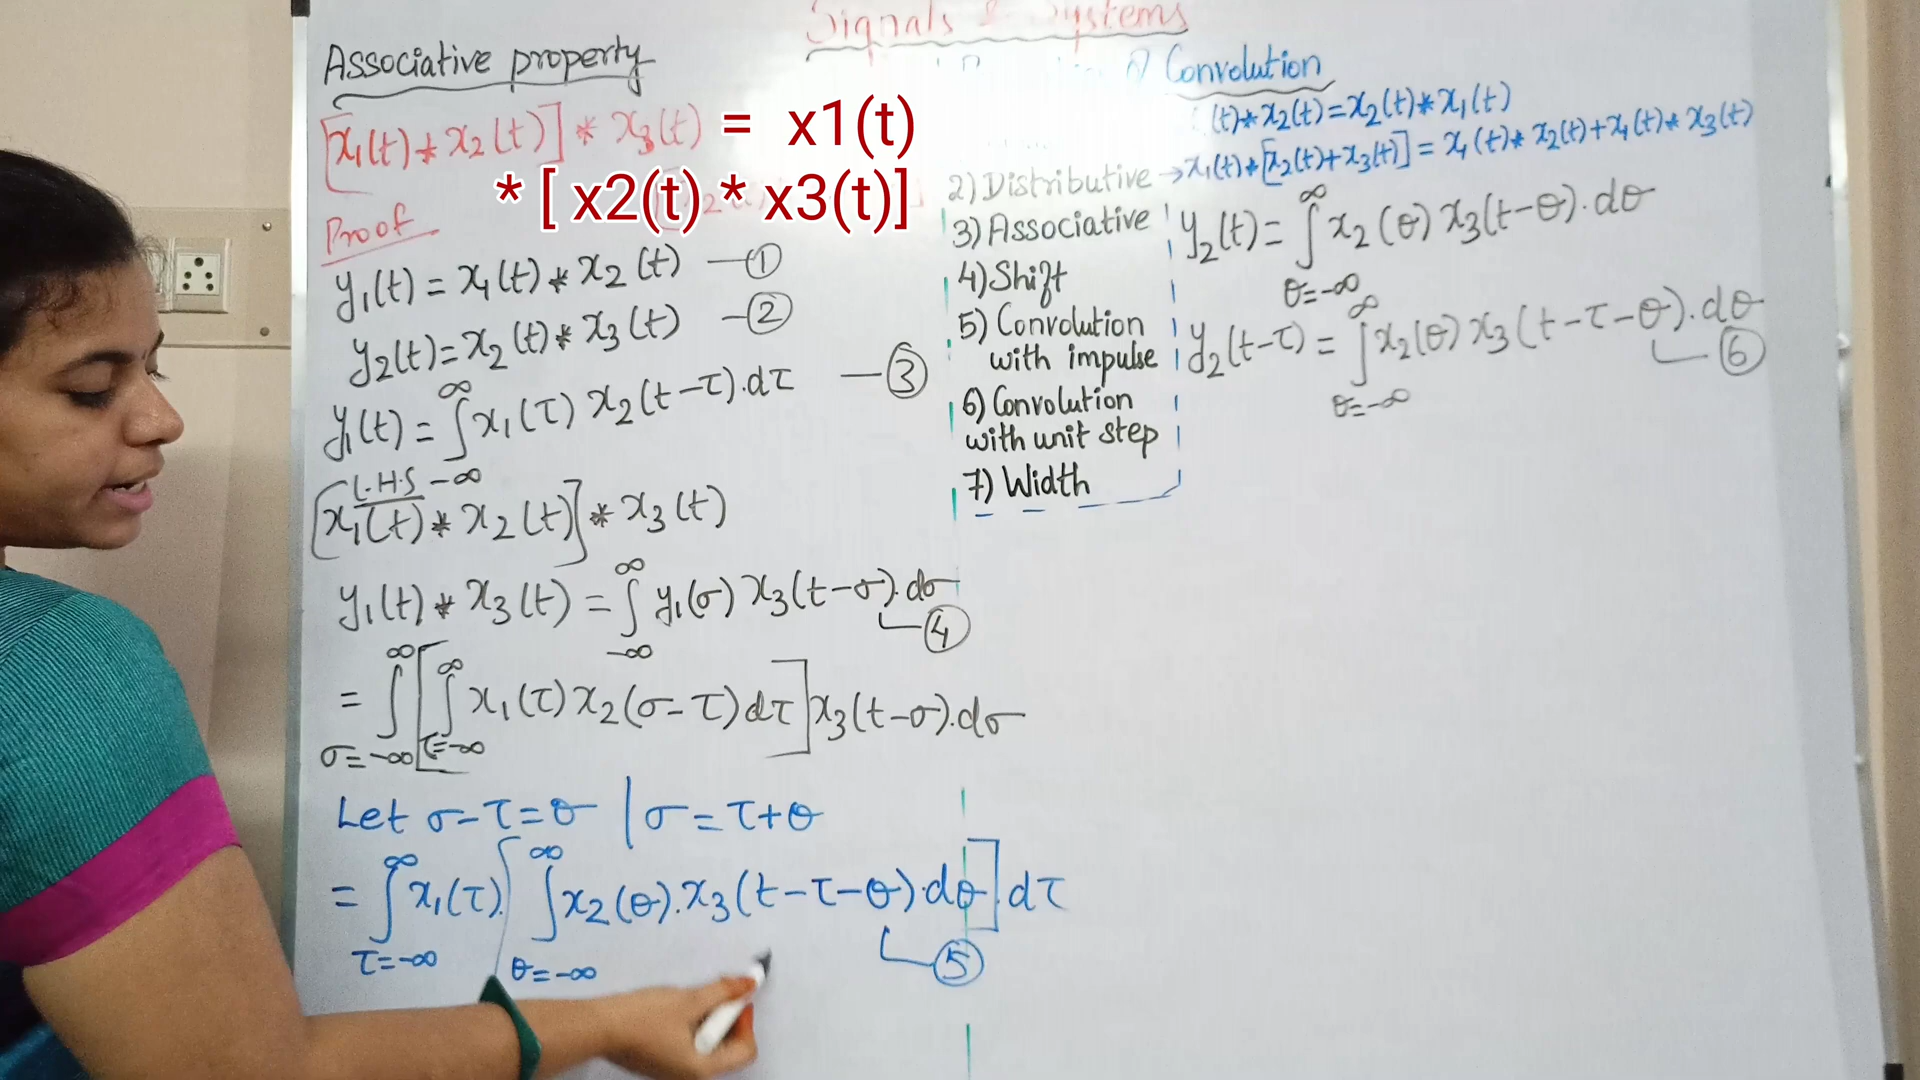 Signals & Systems
Associative property
[x₁(t)*x₂(t)] * x₃(t) = x1(t)
* [ x2(t) * x3(t)]
Proof
y₁(t) = x₁(t)*x₂(t) —①
y₂(t)=x₂(t)*x₃(t) —②
y₁(t) = ∫_{-∞}^{∞} x₁(τ) x₂(t-τ).dτ —③
L.H.S
[x₁(t)*x₂(t)]*x₃(t)
y₁(t)*x₃(t) = ∫_{-∞}^{∞} y₁(σ) x₃(t-σ).dσ —④
= ∫_{σ=-∞}^{∞} [∫_{τ=-∞}^{∞} x₁(τ) x₂(σ-τ) dτ] x₃(t-σ).dσ
Let σ-τ=θ | σ=τ+θ
= ∫_{τ=-∞}^{∞} x₁(τ).[∫_{θ=-∞}^{∞} x₂(θ).x₃(t-τ-θ).dθ].dτ —⑤
Convolution
(t)*x₂(t)=x₂(t)*x₁(t)
2) Distributive → x₁(t)*[x₂(t)+x₃(t)] = x₁(t)*x₂(t)+x₁(t)*x₃(t)
3) Associative
4) Shift
5) Convolution
with impulse
6) Convolution
with unit step
7) Width
y₂(t)= ∫_{θ=-∞}^{∞} x₂(θ) x₃(t-θ).dθ
y₂(t-τ) = ∫_{θ=-∞}^{∞} x₂(θ) x₃(t-τ-θ).dθ —⑥